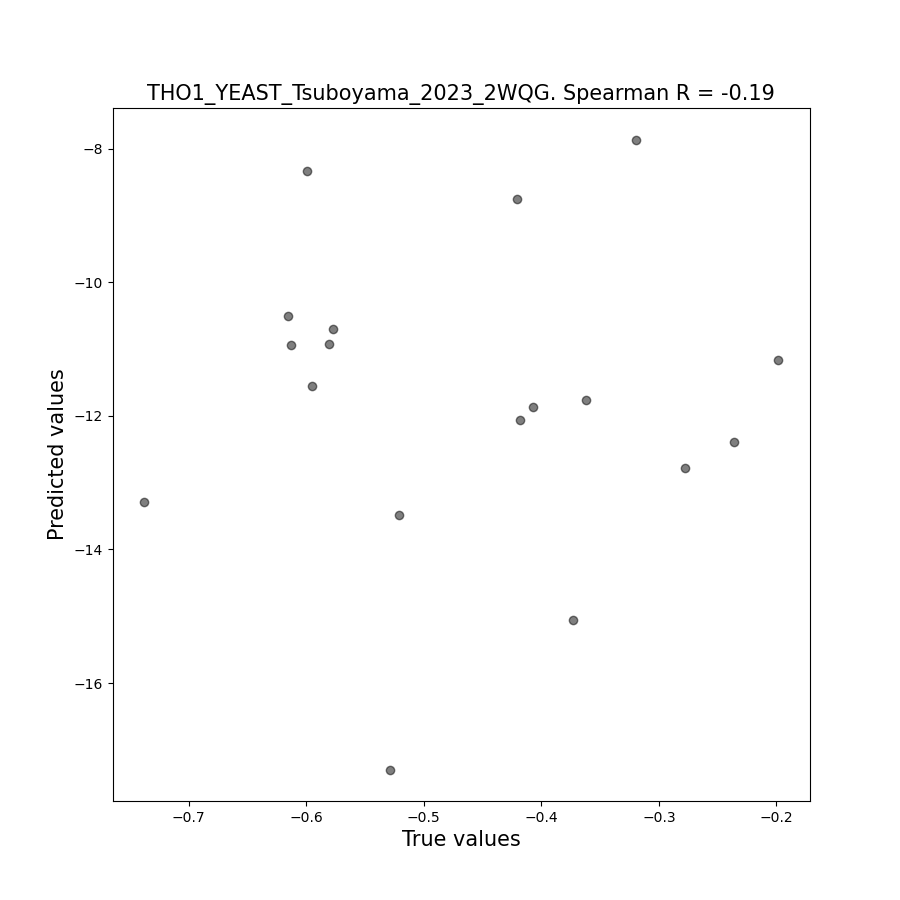 THO1_YEAST_Tsuboyama_2023_2WQG. Spearman R = -0.19
−8
−10
−12
−14
−16
Predicted values
−0.7 −0.6 −0.5 −0.4 −0.3 −0.2
True values